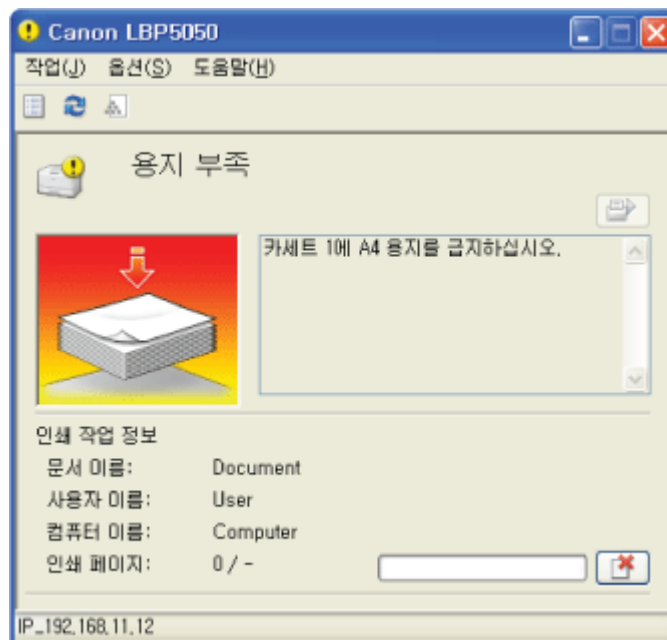 Canon LBP5050
작업(J) 옵션(S) 도움말(H)
용지 부족
카세트 1에 A4 용지를 급지하십시오.
인쇄 작업 정보
문서 이름: Document
사용자 이름: User
컴퓨터 이름: Computer
인쇄 페이지: 0 / -
IP_192,168,11,12